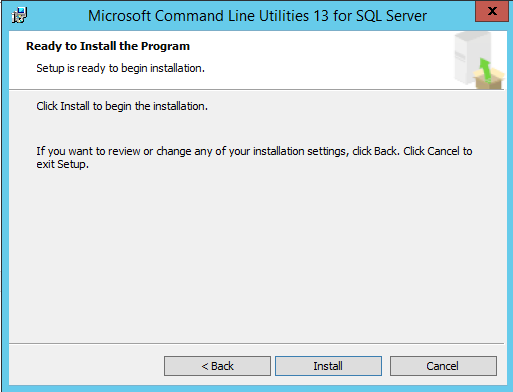 Microsoft Command Line Utilities 13 for SQL Server
x
Ready to Install the Program
Setup is ready to begin installation.
Click Install to begin the installation.
If you want to review or change any of your installation settings, click Back. Click Cancel to
exit Setup.
< Back
Install
Cancel